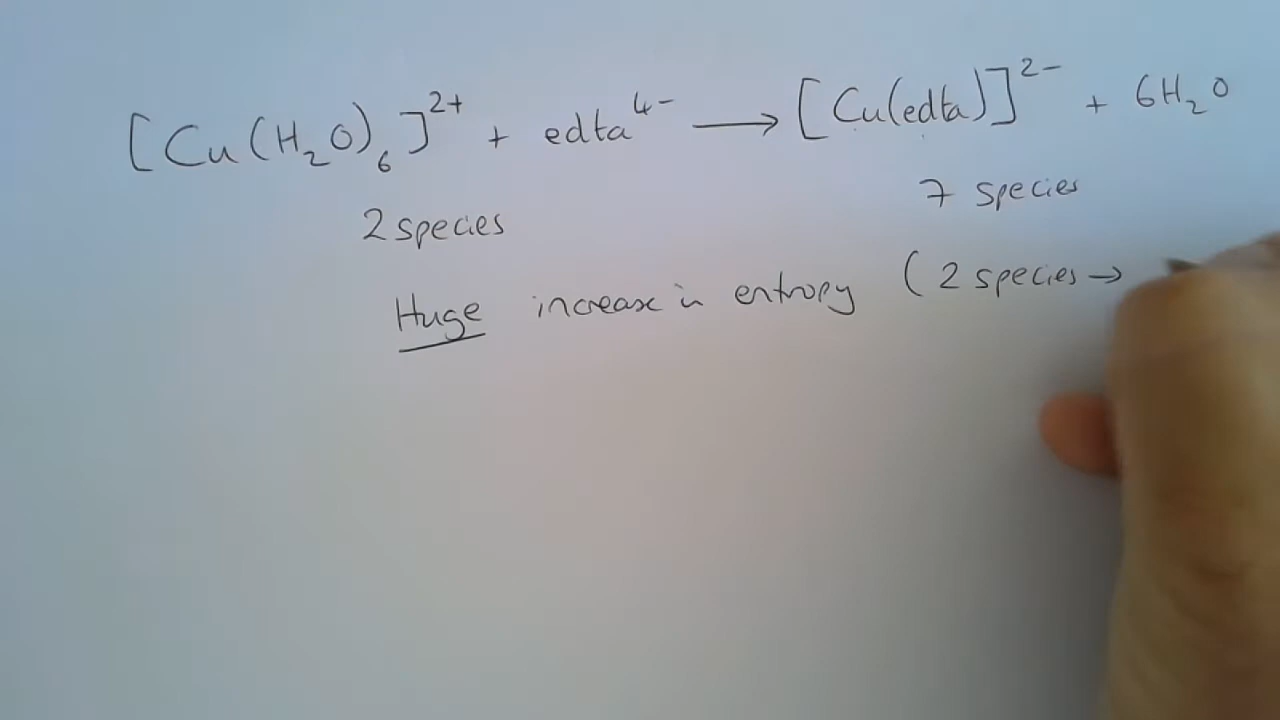 [Cu(H₂O)₆]²⁺ + edta⁴⁻ ⟶ [Cu(edta)]²⁻ + 6H₂O
2 species 7 species
Huge increase in entropy (2 species →